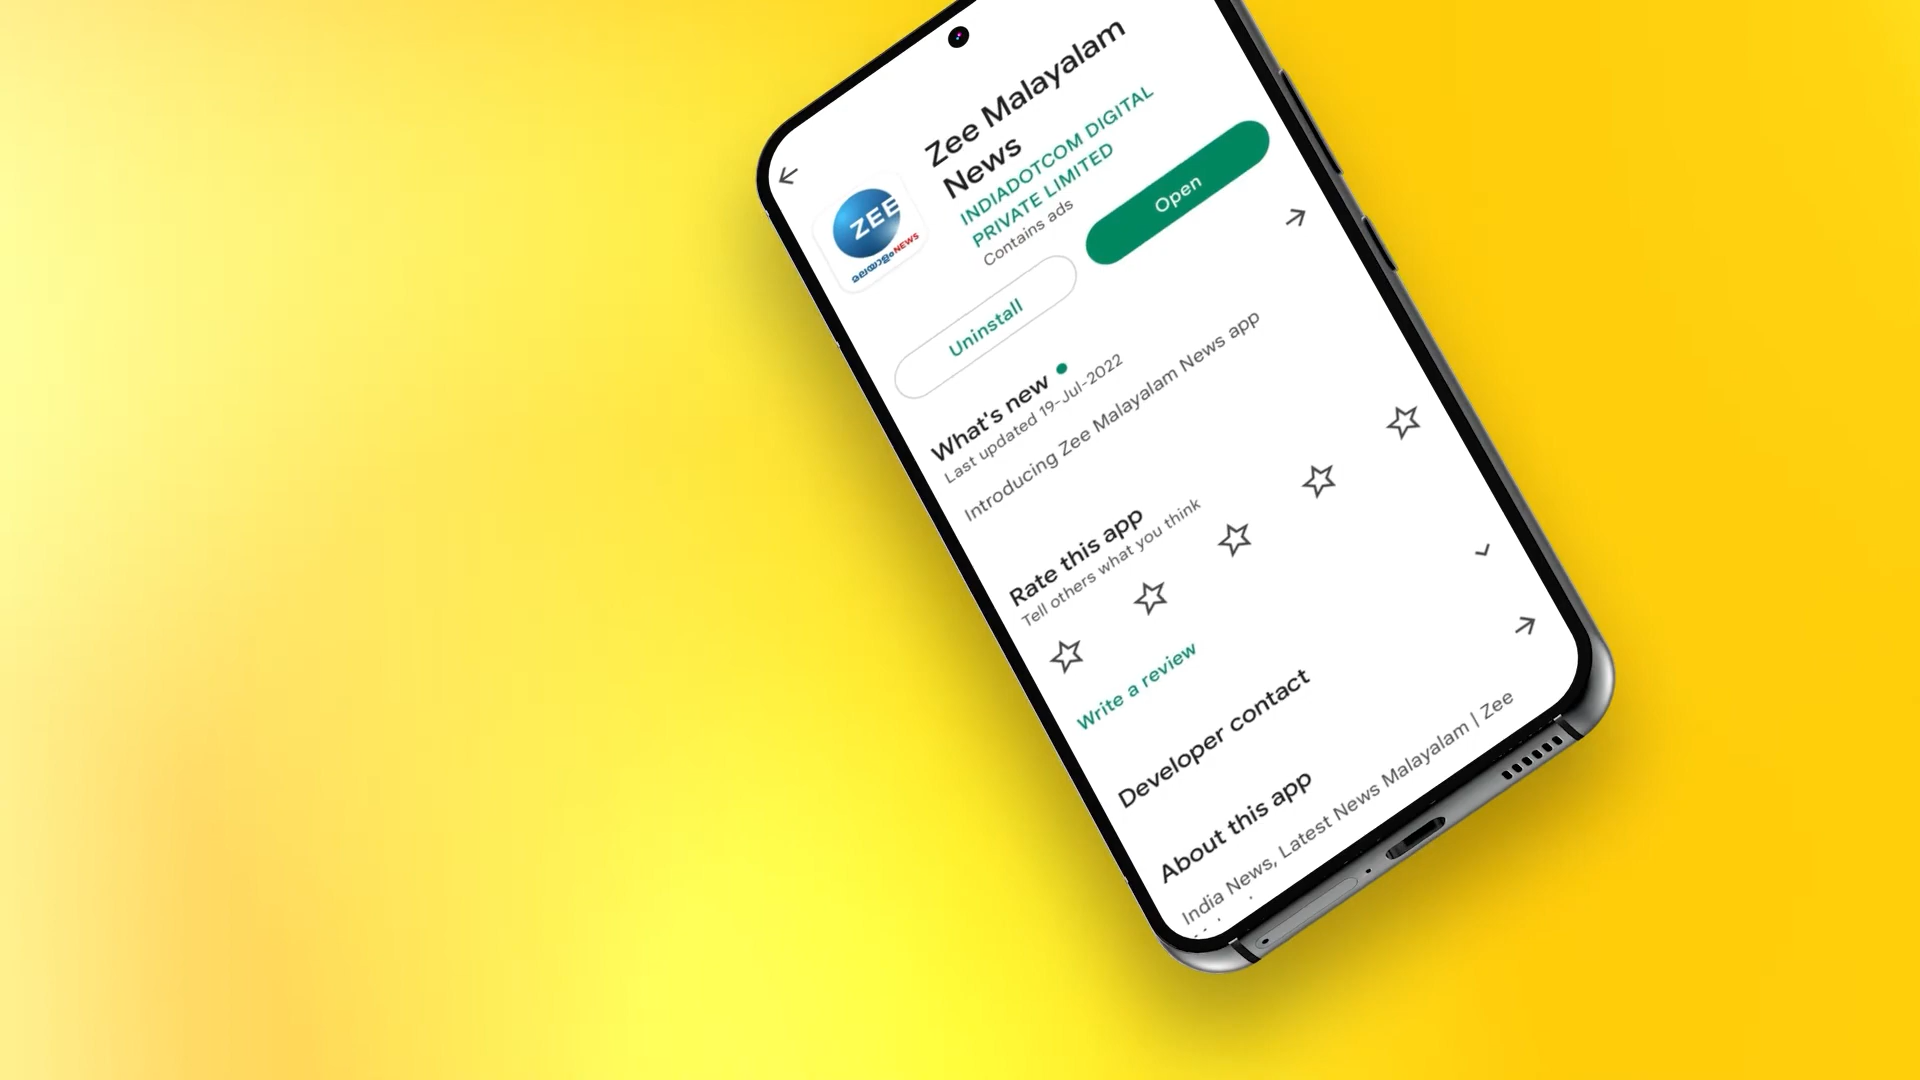 Zee Malayalam
News
INDIADOTCOM DIGITAL
PRIVATE LIMITED
Contains ads
ZEE
മലയാളം NEWS
Uninstall
Open
What's new
Last updated 19-Jul-2022
Introducing Zee Malayalam News app
Rate this app
Tell others what you think
Write a review
Developer contact
About this app
India News, Latest News Malayalam | Zee